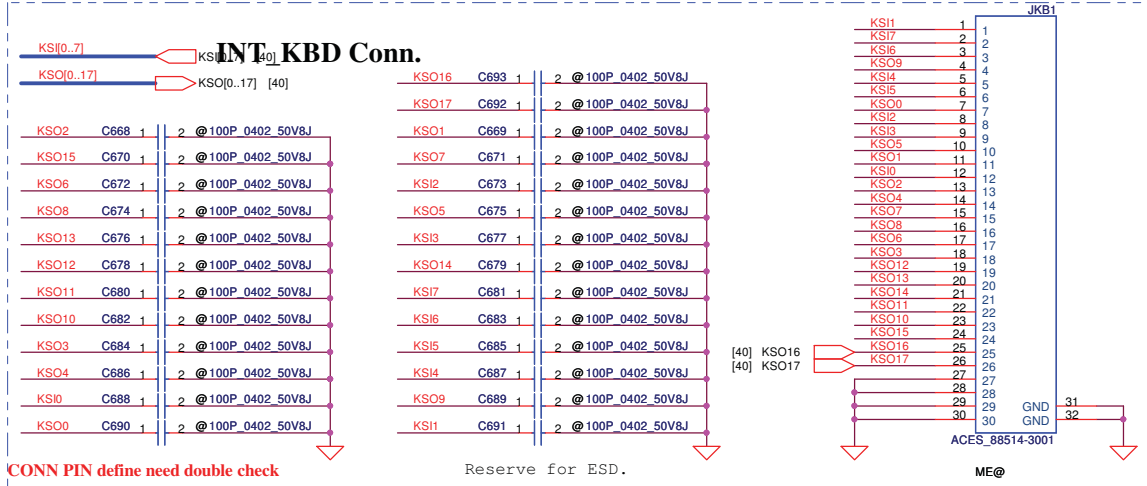 INT_KBD Conn.
KSI[0..7]
KSI[0..7] [40]
KSO[0..17]
KSO[0..17] [40]
KSO2 C668 1 2 @100P_0402_50V8J
KSO15 C670 1 2 @100P_0402_50V8J
KSO6 C672 1 2 @100P_0402_50V8J
KSO8 C674 1 2 @100P_0402_50V8J
KSO13 C676 1 2 @100P_0402_50V8J
KSO12 C678 1 2 @100P_0402_50V8J
KSO11 C680 1 2 @100P_0402_50V8J
KSO10 C682 1 2 @100P_0402_50V8J
KSO3 C684 1 2 @100P_0402_50V8J
KSO4 C686 1 2 @100P_0402_50V8J
KSI0 C688 1 2 @100P_0402_50V8J
KSO0 C690 1 2 @100P_0402_50V8J
CONN PIN define need double check
KSO16 C693 1 2 @100P_0402_50V8J
KSO17 C692 1 2 @100P_0402_50V8J
KSO1 C669 1 2 @100P_0402_50V8J
KSO7 C671 1 2 @100P_0402_50V8J
KSI2 C673 1 2 @100P_0402_50V8J
KSO5 C675 1 2 @100P_0402_50V8J
KSI3 C677 1 2 @100P_0402_50V8J
KSO14 C679 1 2 @100P_0402_50V8J
KSI7 C681 1 2 @100P_0402_50V8J
KSI6 C683 1 2 @100P_0402_50V8J
KSI5 C685 1 2 @100P_0402_50V8J
KSI4 C687 1 2 @100P_0402_50V8J
KSO9 C689 1 2 @100P_0402_50V8J
KSI1 C691 1 2 @100P_0402_50V8J
Reserve for ESD.
JKB1
KSI1 1 1
KSI7 2 2
KSI6 3 3
KSO9 4 4
KSI4 5 5
KSI5 6 6
KSO0 7 7
KSI2 8 8
KSI3 9 9
KSO5 10 10
KSO1 11 11
KSI0 12 12
KSO2 13 13
KSO4 14 14
KSO7 15 15
KSO8 16 16
KSO6 17 17
KSO3 18 18
KSO12 19 19
KSO13 20 20
KSO14 21 21
KSO11 22 22
KSO10 23 23
KSO15 24 24
[40] KSO16 KSO16 25 25
[40] KSO17 KSO17 26 26
27 27
28 28
29 29 GND 31
30 30 GND 32
ACES_88514-3001
ME@